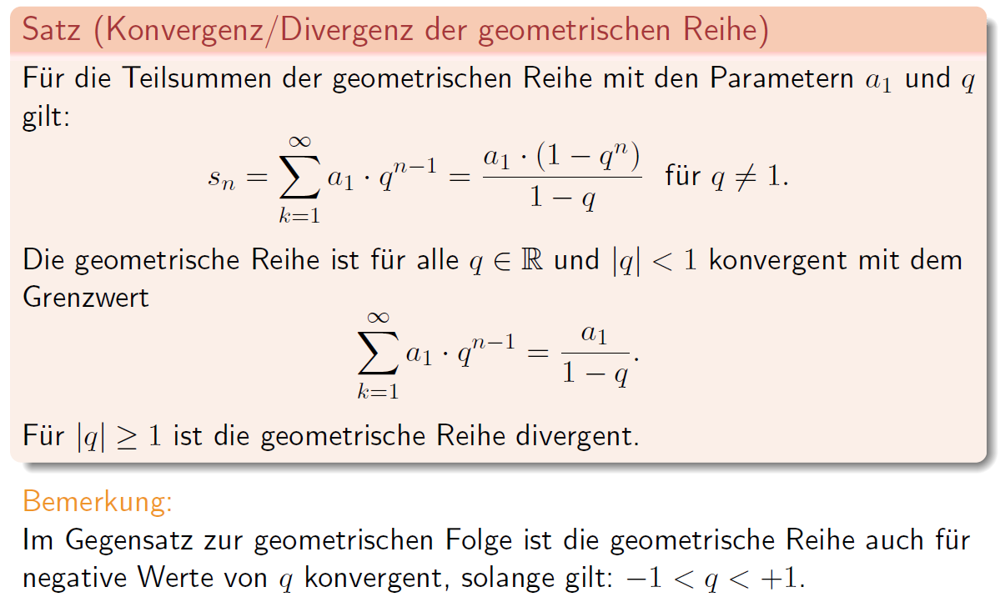 Satz (Konvergenz/Divergenz der geometrischen Reihe)
Für die Teilsummen der geometrischen Reihe mit den Parametern $a_1$ und $q$
gilt:
$$s_n = \sum_{k=1}^{\infty} a_1 \cdot q^{n-1} = \frac{a_1 \cdot (1 - q^n)}{1 - q} \text{ für } q \neq 1.$$
Die geometrische Reihe ist für alle $q \in \mathbb{R}$ und $|q| < 1$ konvergent mit dem
Grenzwert
$$\sum_{k=1}^{\infty} a_1 \cdot q^{n-1} = \frac{a_1}{1 - q}.$$
Für $|q| \geq 1$ ist die geometrische Reihe divergent.
Bemerkung:
Im Gegensatz zur geometrischen Folge ist die geometrische Reihe auch für
negative Werte von $q$ konvergent, solange gilt: $-1 < q < +1$.